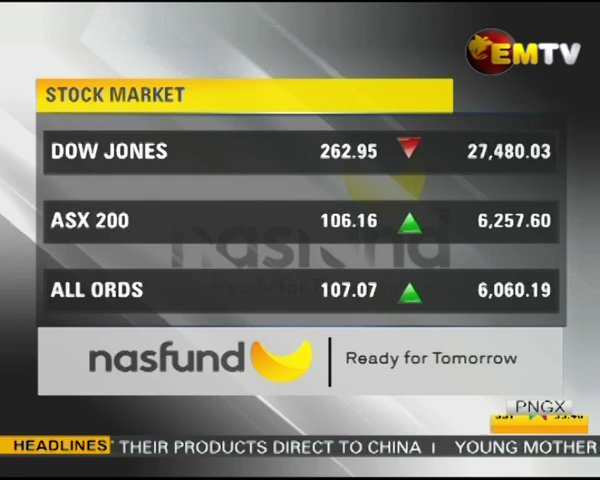 EMTV
STOCK MARKET
DOW JONES 262.95 27,480.03
ASX 200 106.16 6,257.60
ALL ORDS 107.07 6,060.19
nasfund Ready for Tomorrow
PNGX
HEADLINES THEIR PRODUCTS DIRECT TO CHINA | YOUNG MOTHER